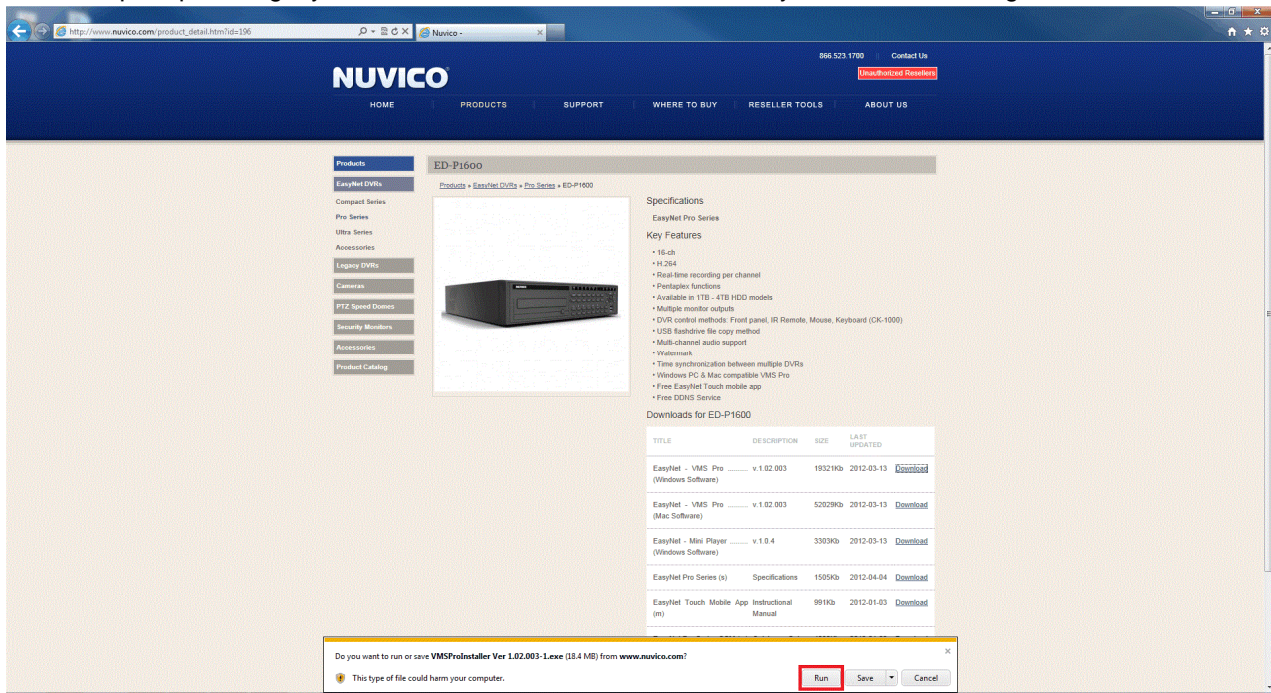 http://www.nuvico.com/product_detail.htm?id=196
Nuvico -
866.523.1700 || Contact Us
Unauthorized Resellers
NUVICO
HOME PRODUCTS SUPPORT WHERE TO BUY RESELLER TOOLS ABOUT US
Products
EasyNet DVRs
Compact Series
Pro Series
Ultra Series
Accessories
Legacy DVRs
Cameras
PTZ Speed Domes
Security Monitors
Accessories
Product Catalog
ED-P1600
Products » EasyNet DVRs » Pro Series » ED-P1600
Specifications
EasyNet Pro Series
Key Features
• 16-ch
• H.264
• Real-time recording per channel
• Pentaplex functions
• Available in 1TB - 4TB HDD models
• Multiple monitor outputs
• DVR control methods: Front panel, IR Remote, Mouse, Keyboard (CK-1000)
• USB flashdrive file copy method
• Multi-channel audio support
• Watermark
• Time synchronization between multiple DVRs
• Windows PC & Mac compatible VMS Pro
• Free EasyNet Touch mobile app
• Free DDNS Service
Downloads for ED-P1600
TITLE DESCRIPTION SIZE LAST UPDATED
EasyNet - VMS Pro .......... v.1.02.003 19321Kb 2012-03-13 Download
(Windows Software)
EasyNet - VMS Pro .......... v.1.02.003 52029Kb 2012-03-13 Download
(Mac Software)
EasyNet - Mini Player ........ v.1.0.4 3303Kb 2012-03-13 Download
(Windows Software)
EasyNet Pro Series (s) Specifications 1505Kb 2012-04-04 Download
EasyNet Touch Mobile App Instructional 991Kb 2012-01-03 Download
(m) Manual
Do you want to run or save VMSProInstaller Ver 1.02.003-1.exe (18.4 MB) from www.nuvico.com?
This type of file could harm your computer.
Run Save Cancel